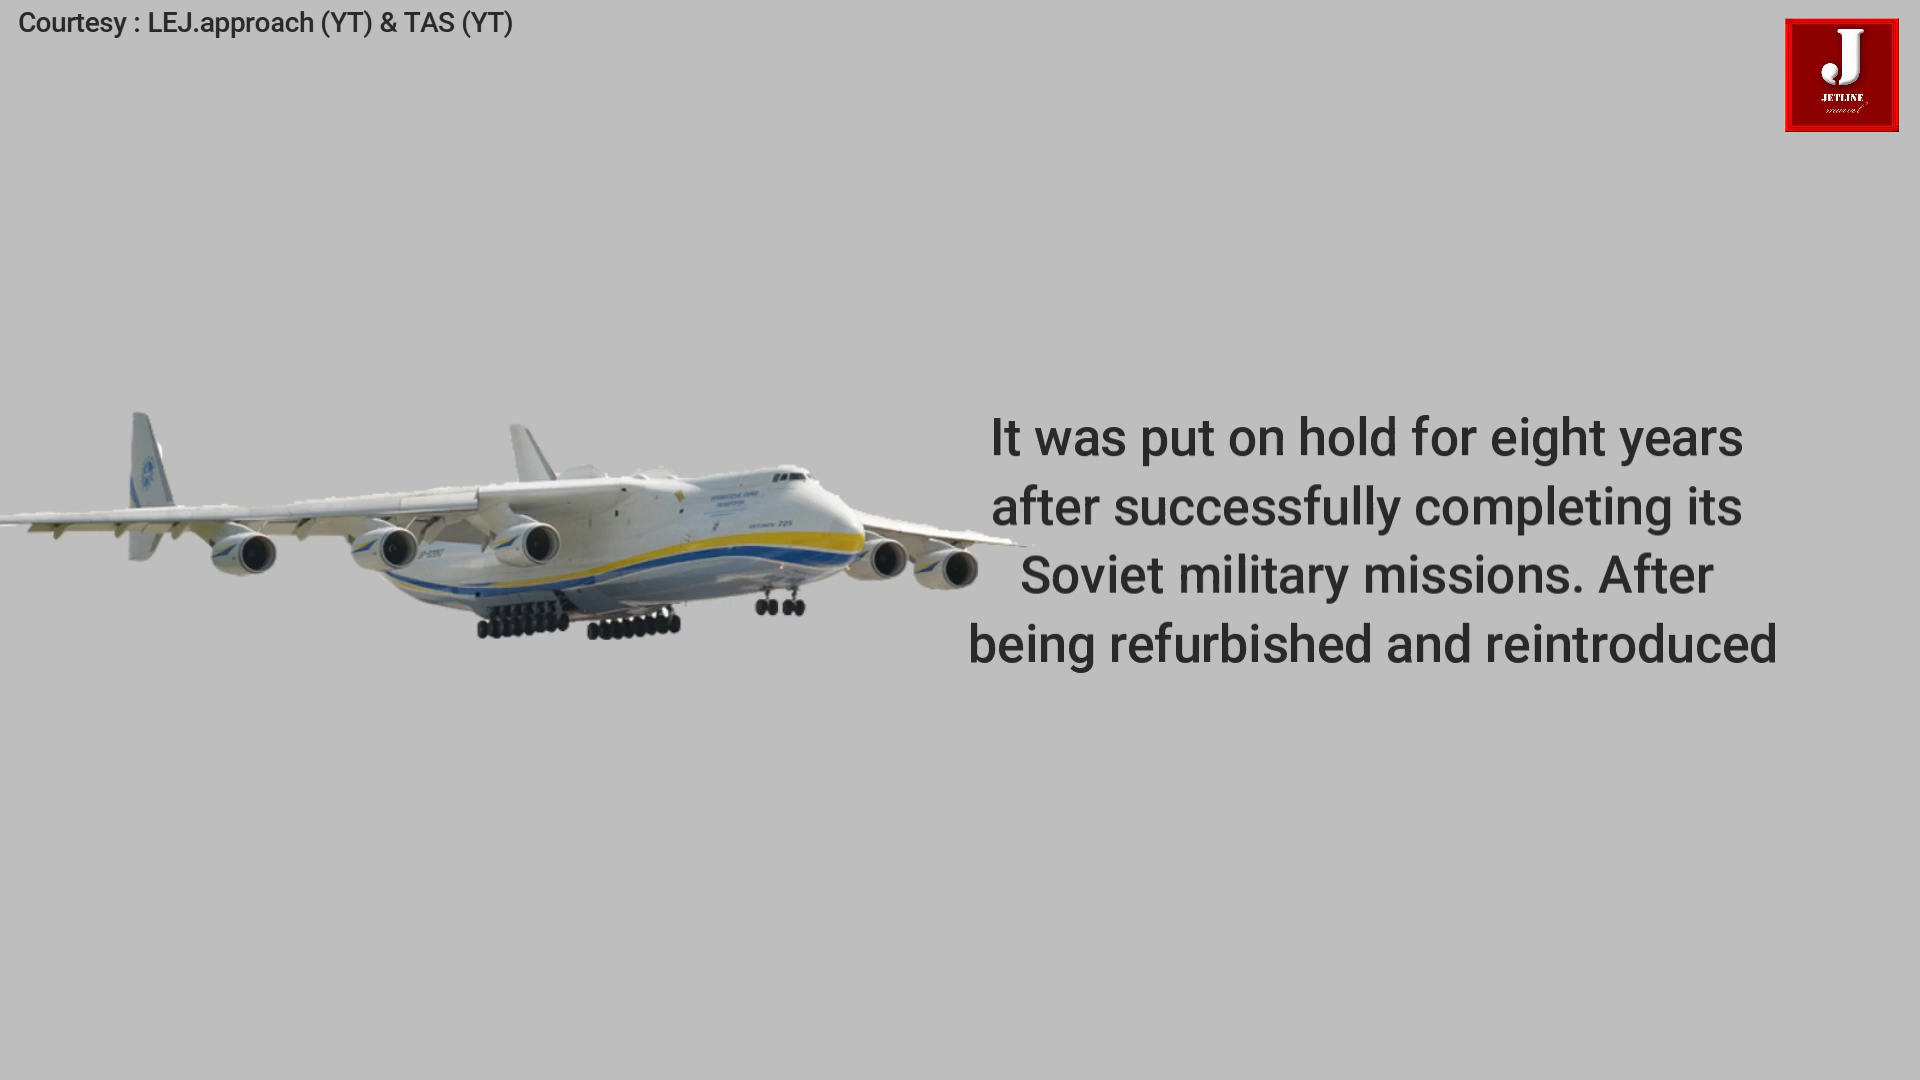 Courtesy : LEJ.approach (YT) & TAS (YT)
J
JETLINE
marvel
It was put on hold for eight years
after successfully completing its
Soviet military missions. After
being refurbished and reintroduced